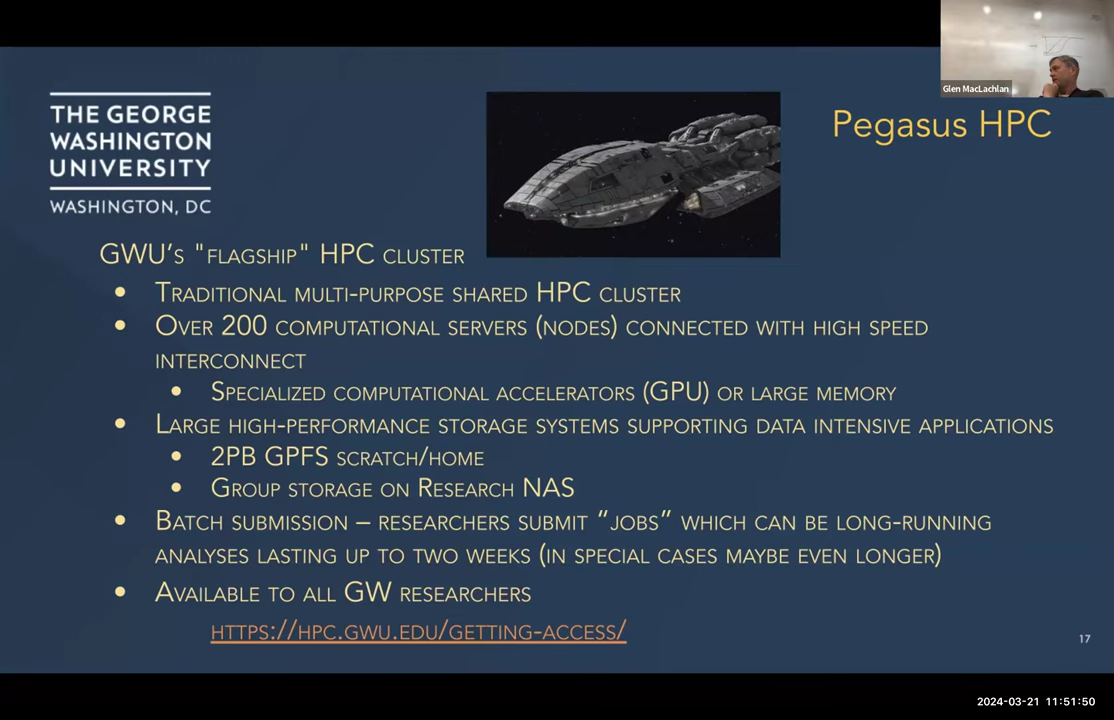 Glen MacLachlan
THE GEORGE
WASHINGTON
UNIVERSITY
WASHINGTON, DC
Pegasus HPC
GWU's "flagship" HPC cluster
• Traditional multi-purpose shared HPC cluster
• Over 200 computational servers (nodes) connected with high speed
interconnect
• Specialized computational accelerators (GPU) or large memory
• Large high-performance storage systems supporting data intensive applications
• 2PB GPFS scratch/home
• Group storage on Research NAS
• Batch submission – researchers submit “jobs” which can be long-running
analyses lasting up to two weeks (in special cases maybe even longer)
• Available to all GW researchers
https://hpc.gwu.edu/getting-access/
17
2024-03-21 11:51:50